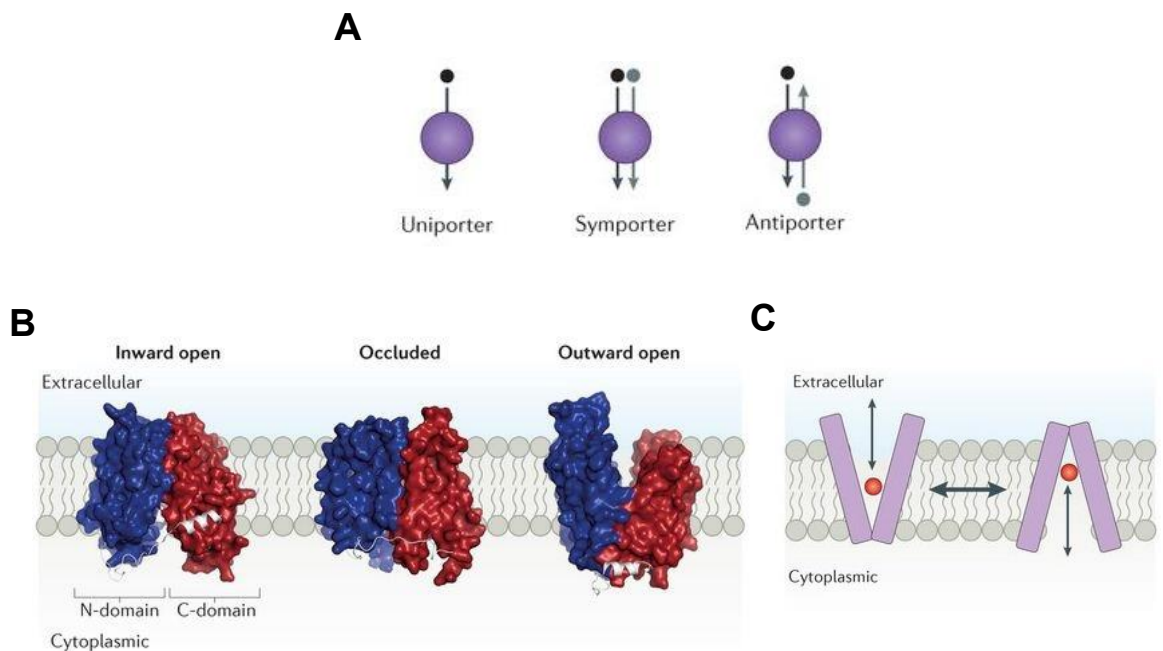 A
Uniporter
Symporter
Antiporter
B
Inward open
Occluded
Outward open
Extracellular
N-domain
C-domain
Cytoplasmic
C
Extracellular
Cytoplasmic